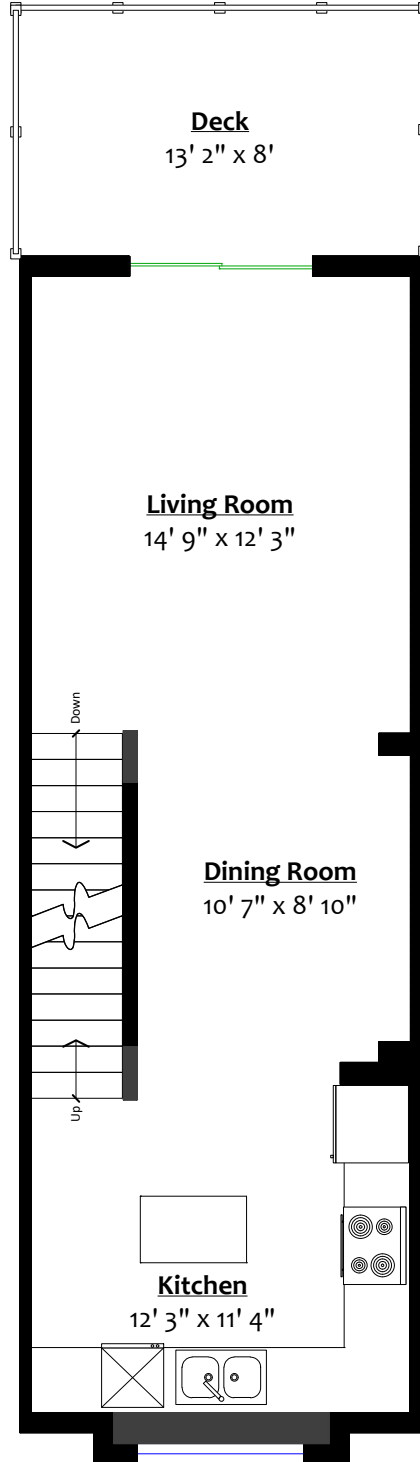 Deck
13' 2" x 8'
Living Room
14' 9" x 12' 3"
Down
Dining Room
10' 7" x 8' 10"
Up
Kitchen
12' 3" x 11' 4"